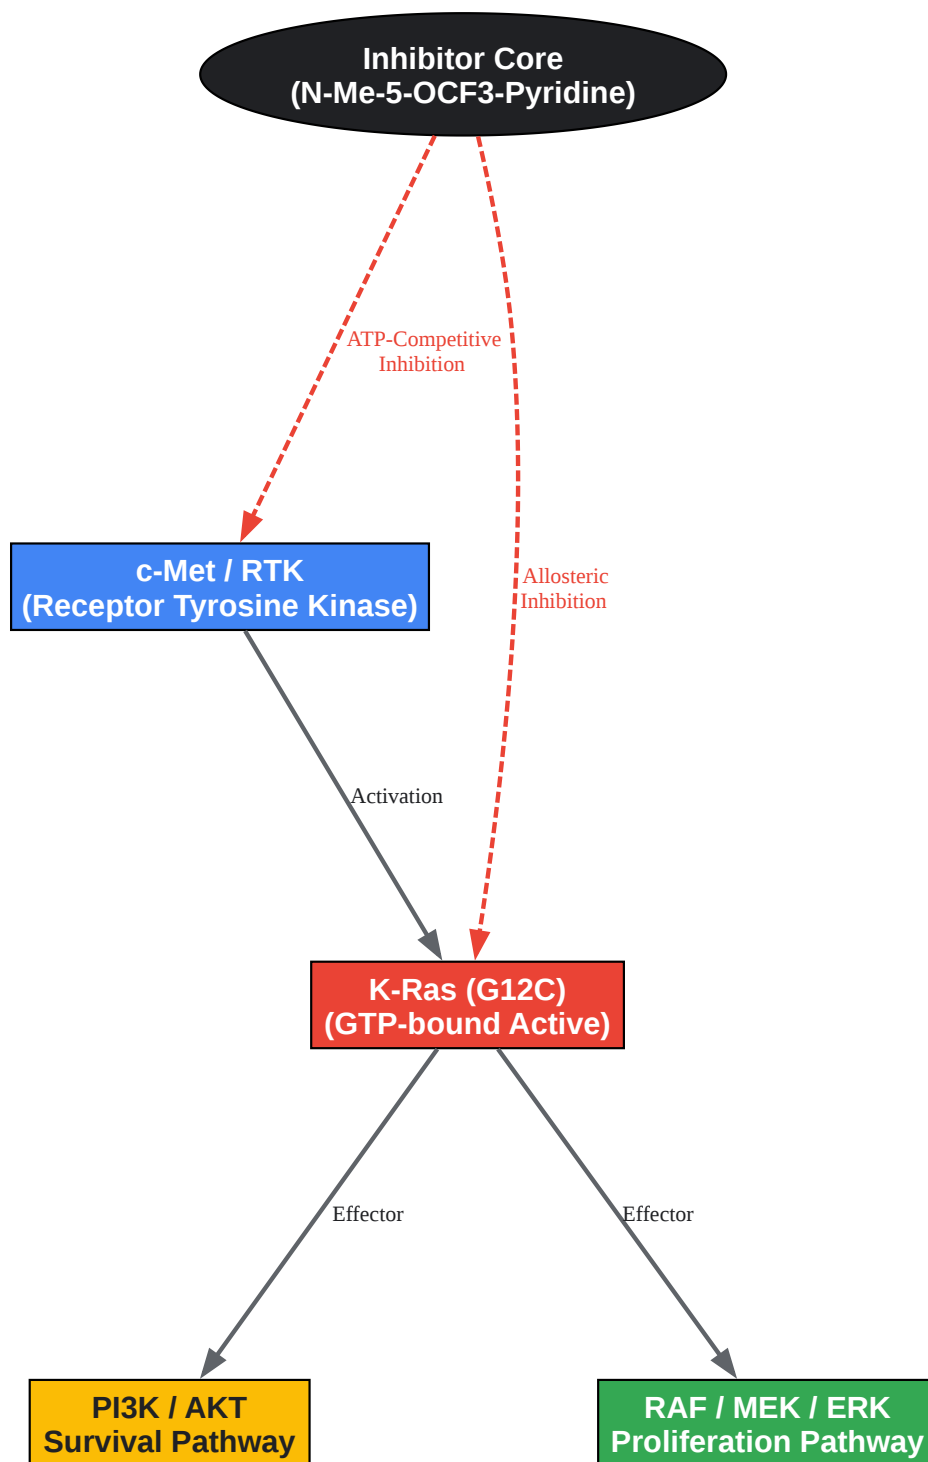 Inhibitor Core
(N-Me-5-OCF3-Pyridine)
ATP-Competitive
Inhibition
c-Met / RTK
(Receptor Tyrosine Kinase)
Allosteric
Inhibition
Activation
K-Ras (G12C)
(GTP-bound Active)
Effector
Effector
PI3K / AKT
Survival Pathway
RAF / MEK / ERK
Proliferation Pathway